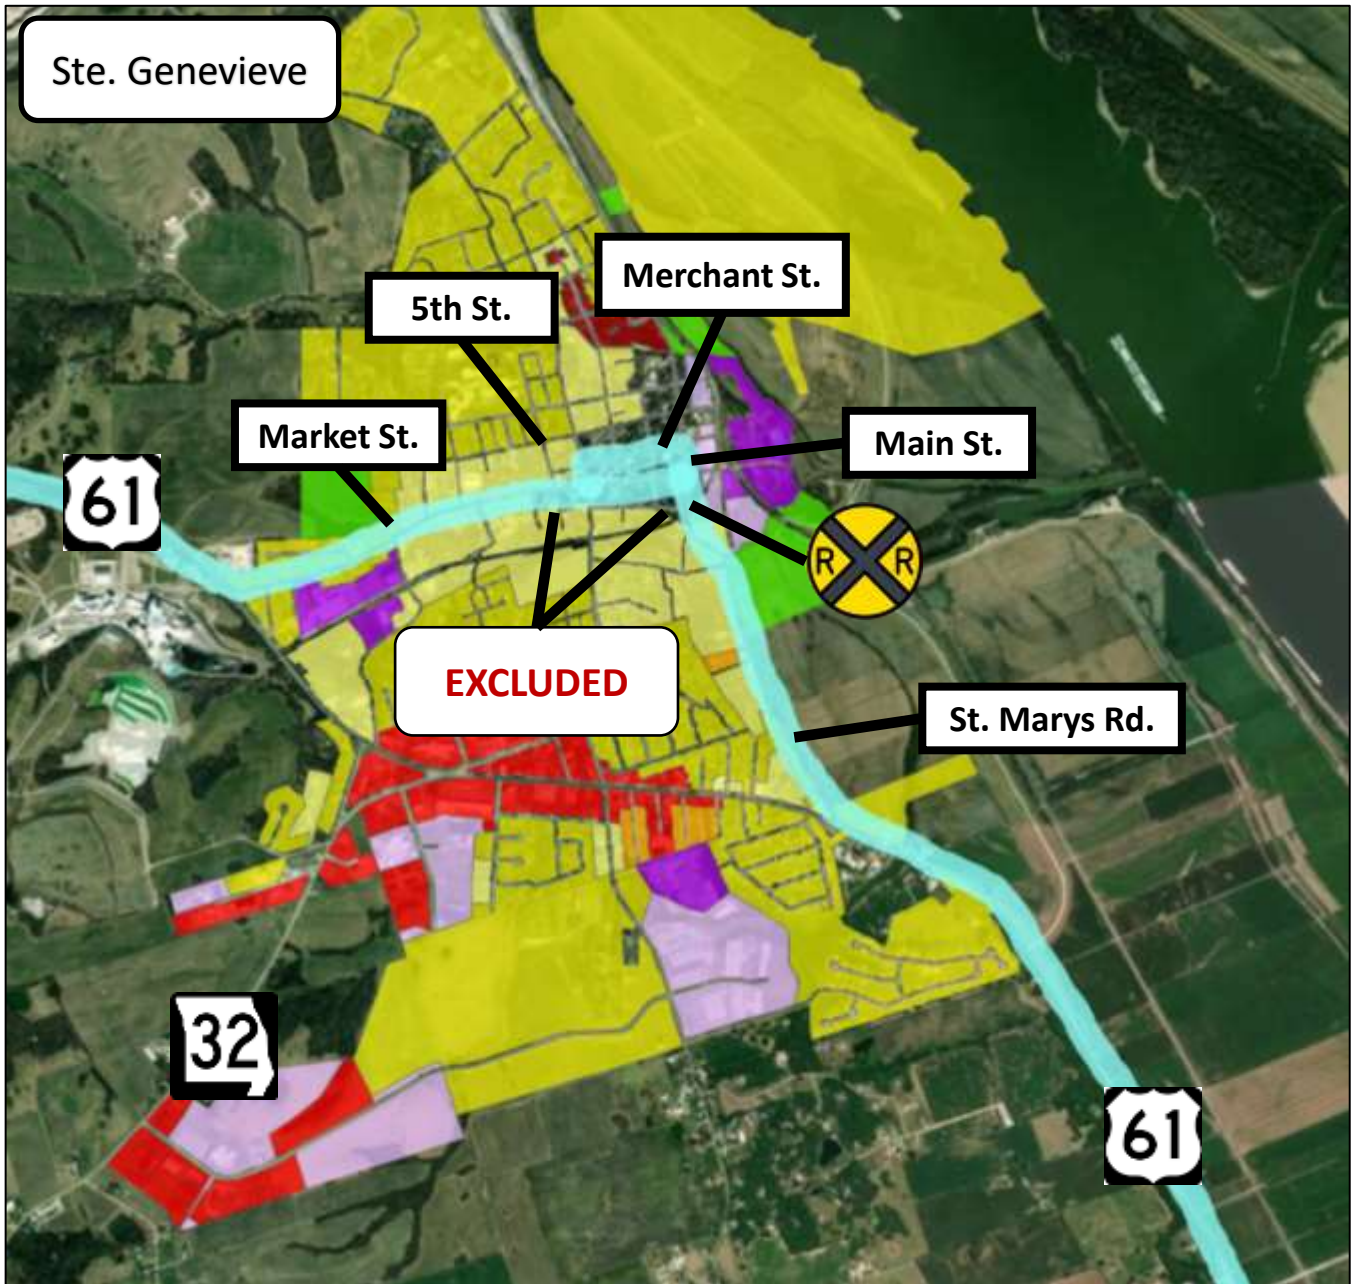 Ste. Genevieve
Merchant St.
5th St.
Market St.
Main St.
61
R R
EXCLUDED
St. Marys Rd.
32
61